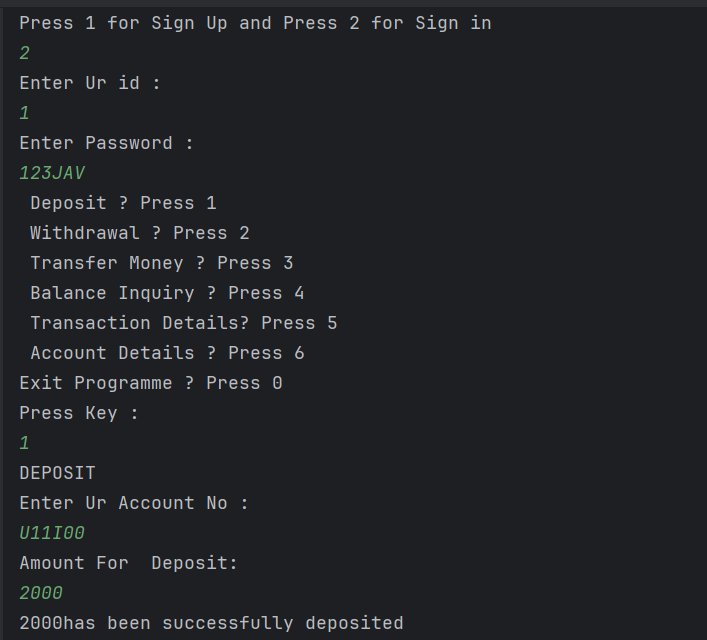 Press 1 for Sign Up and Press 2 for Sign in
2
Enter Ur id :
1
Enter Password :
123JAV
 Deposit ? Press 1
 Withdrawal ? Press 2
 Transfer Money ? Press 3
 Balance Inquiry ? Press 4
 Transaction Details? Press 5
 Account Details ? Press 6
Exit Programme ? Press 0
Press Key :
1
DEPOSIT
Enter Ur Account No :
U11I00
Amount For  Deposit:
2000
2000has been successfully deposited